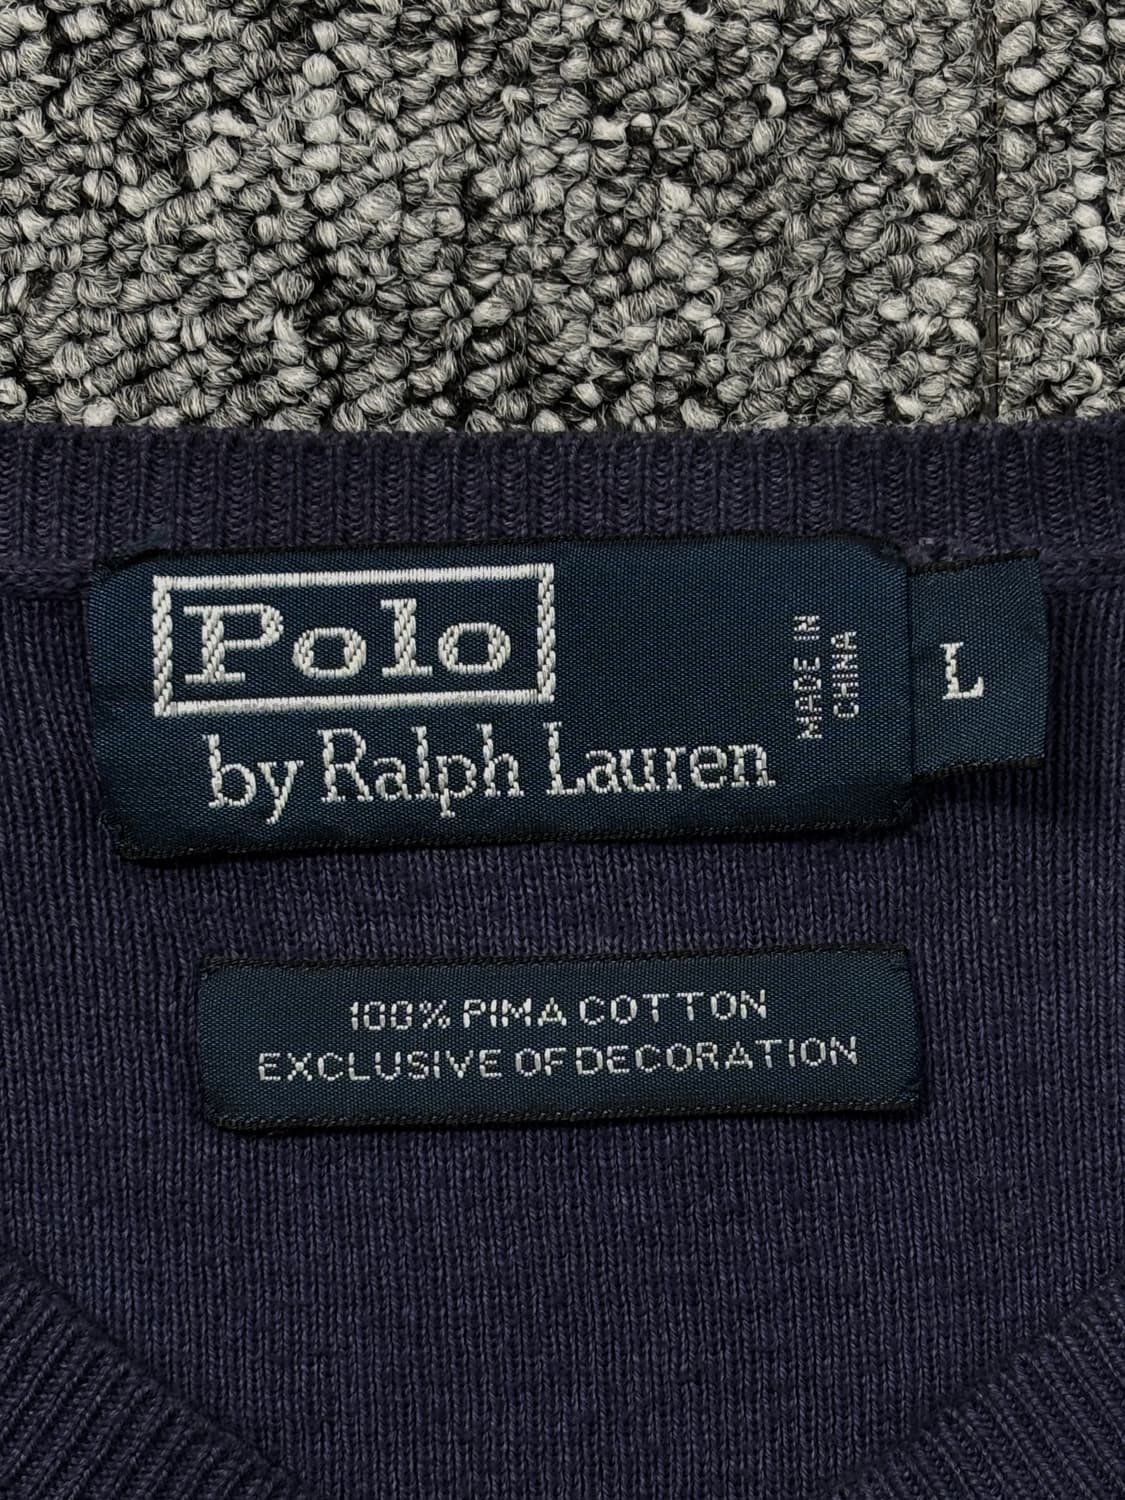 Polo
by Ralph Lauren
MADE IN
CHINA
L
100% PIMA COTTON
EXCLUSIVE OF DECORATION